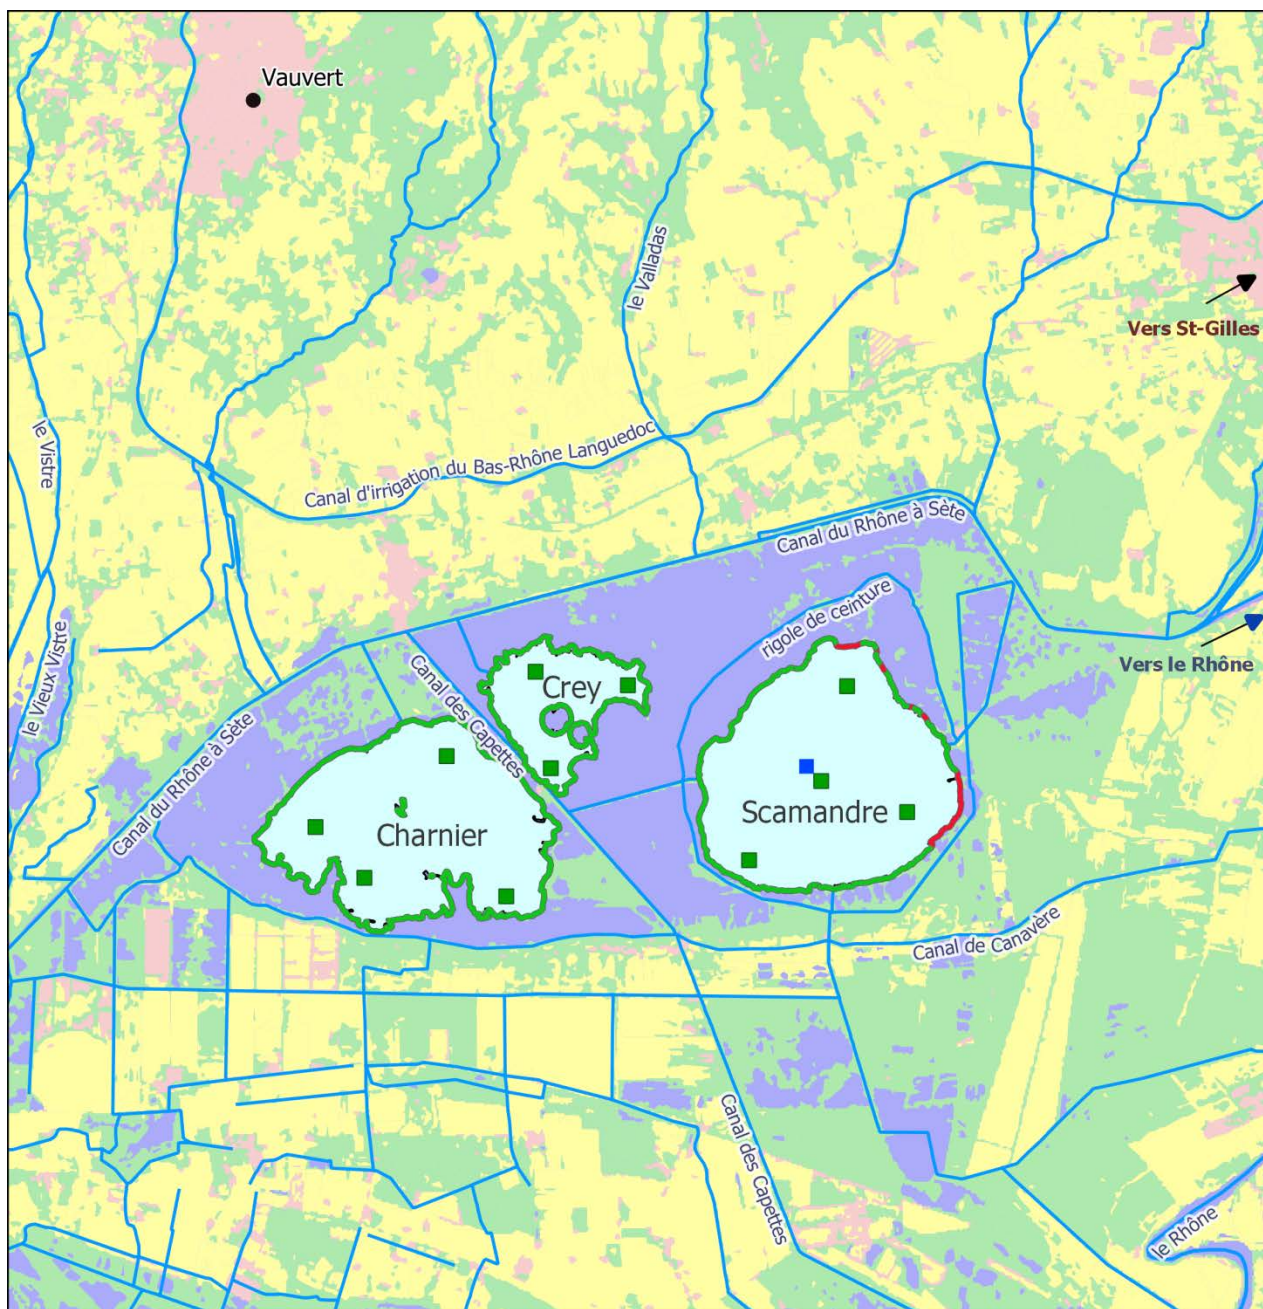 Vauvert
le Valladas
Vers St-Gilles
le Vistre
Canal d'irrigation du Bas-Rhône Languedoc
Canal du Rhône à Sète
rigole de ceinture
Vers le Rhône
le Vieux Vistre
Canal des Capettes
Crey
Canal du Rhône à Sète
Charnier
Scamandre
Canal de Canavère
Canal des Capettes
le Rhône